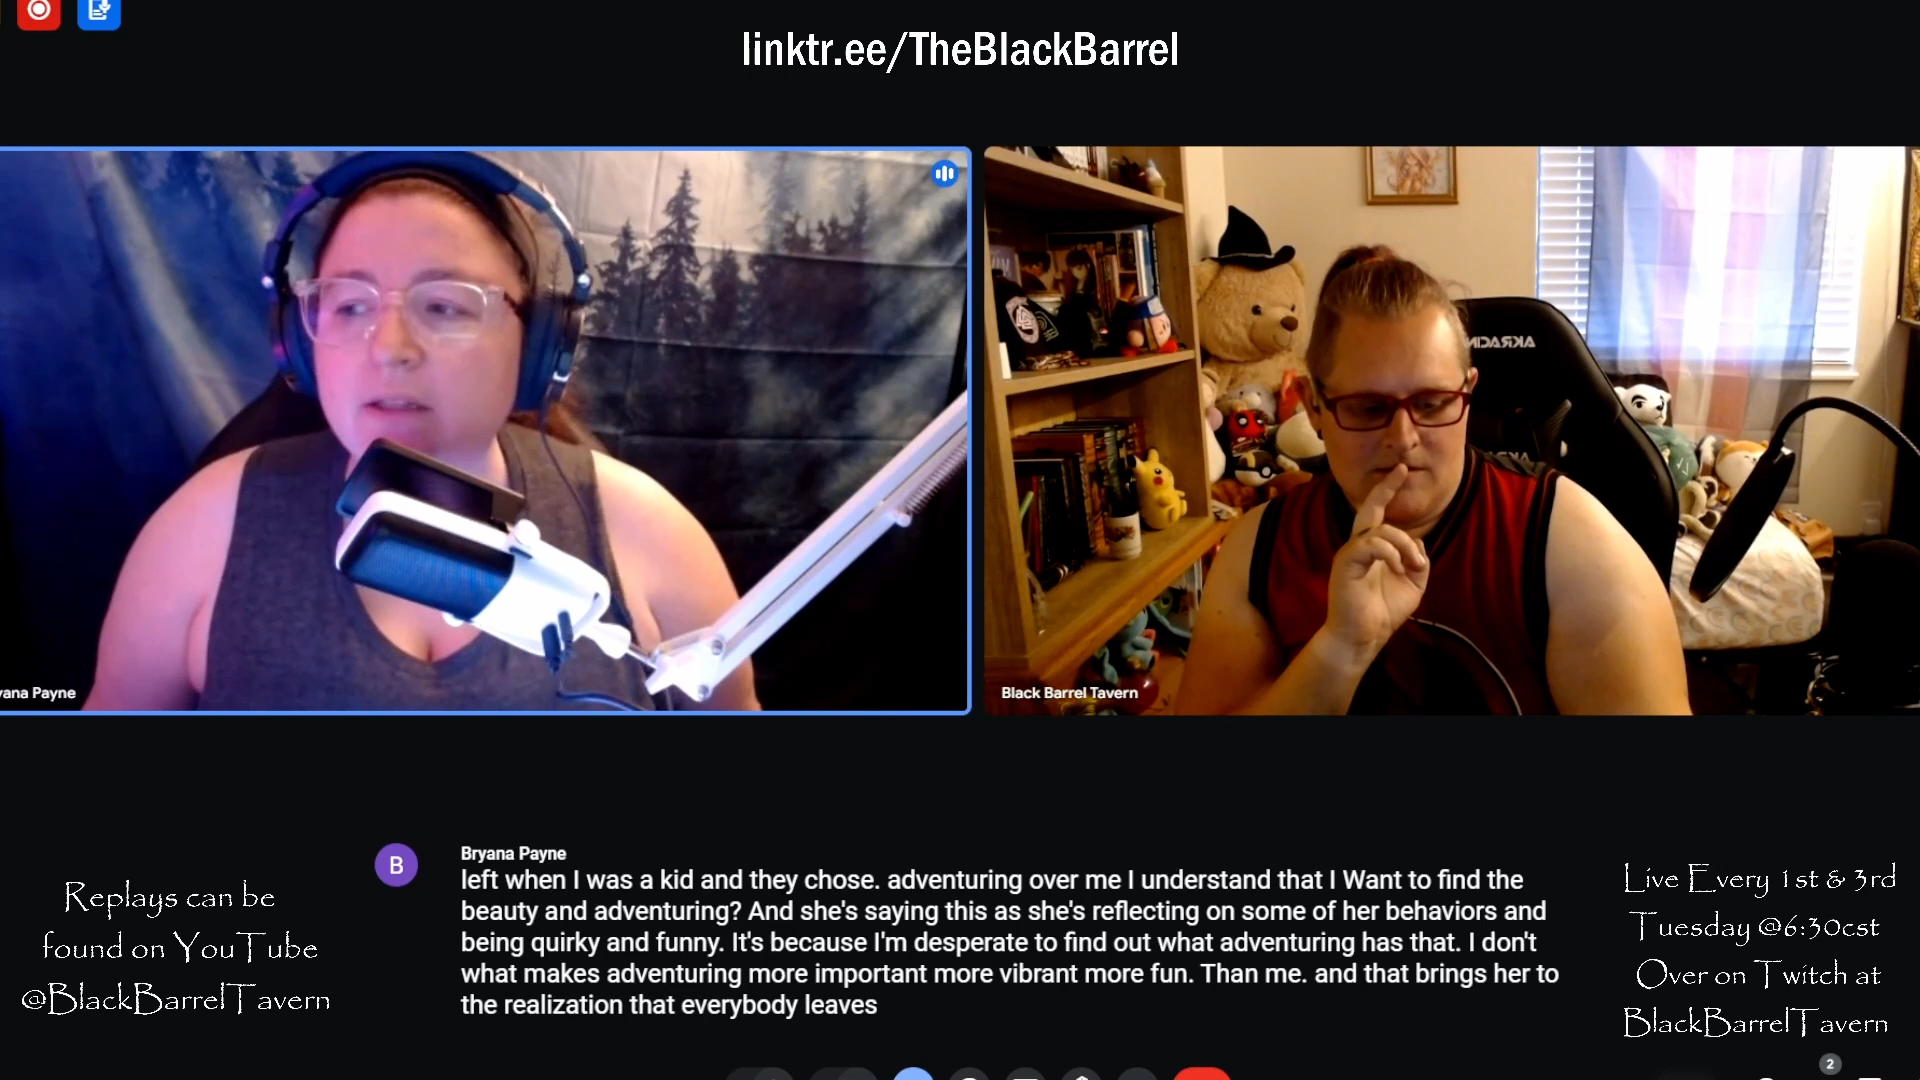 linktr.ee/TheBlackBarrel
AKRACIN
yana Payne
Black Barrel Tavern
B
Bryana Payne
left when I was a kid and they chose. adventuring over me I understand that I Want to find the
beauty and adventuring? And she's saying this as she's reflecting on some of her behaviors and
being quirky and funny. It's because I'm desperate to find out what adventuring has that. I don't
what makes adventuring more important more vibrant more fun. Than me. and that brings her to
the realization that everybody leaves
Replays can be
found on YouTube
@BlackBarrelTavern
Live Every 1st & 3rd
Tuesday @6:30cst
Over on Twitch at
BlackBarrelTavern
2